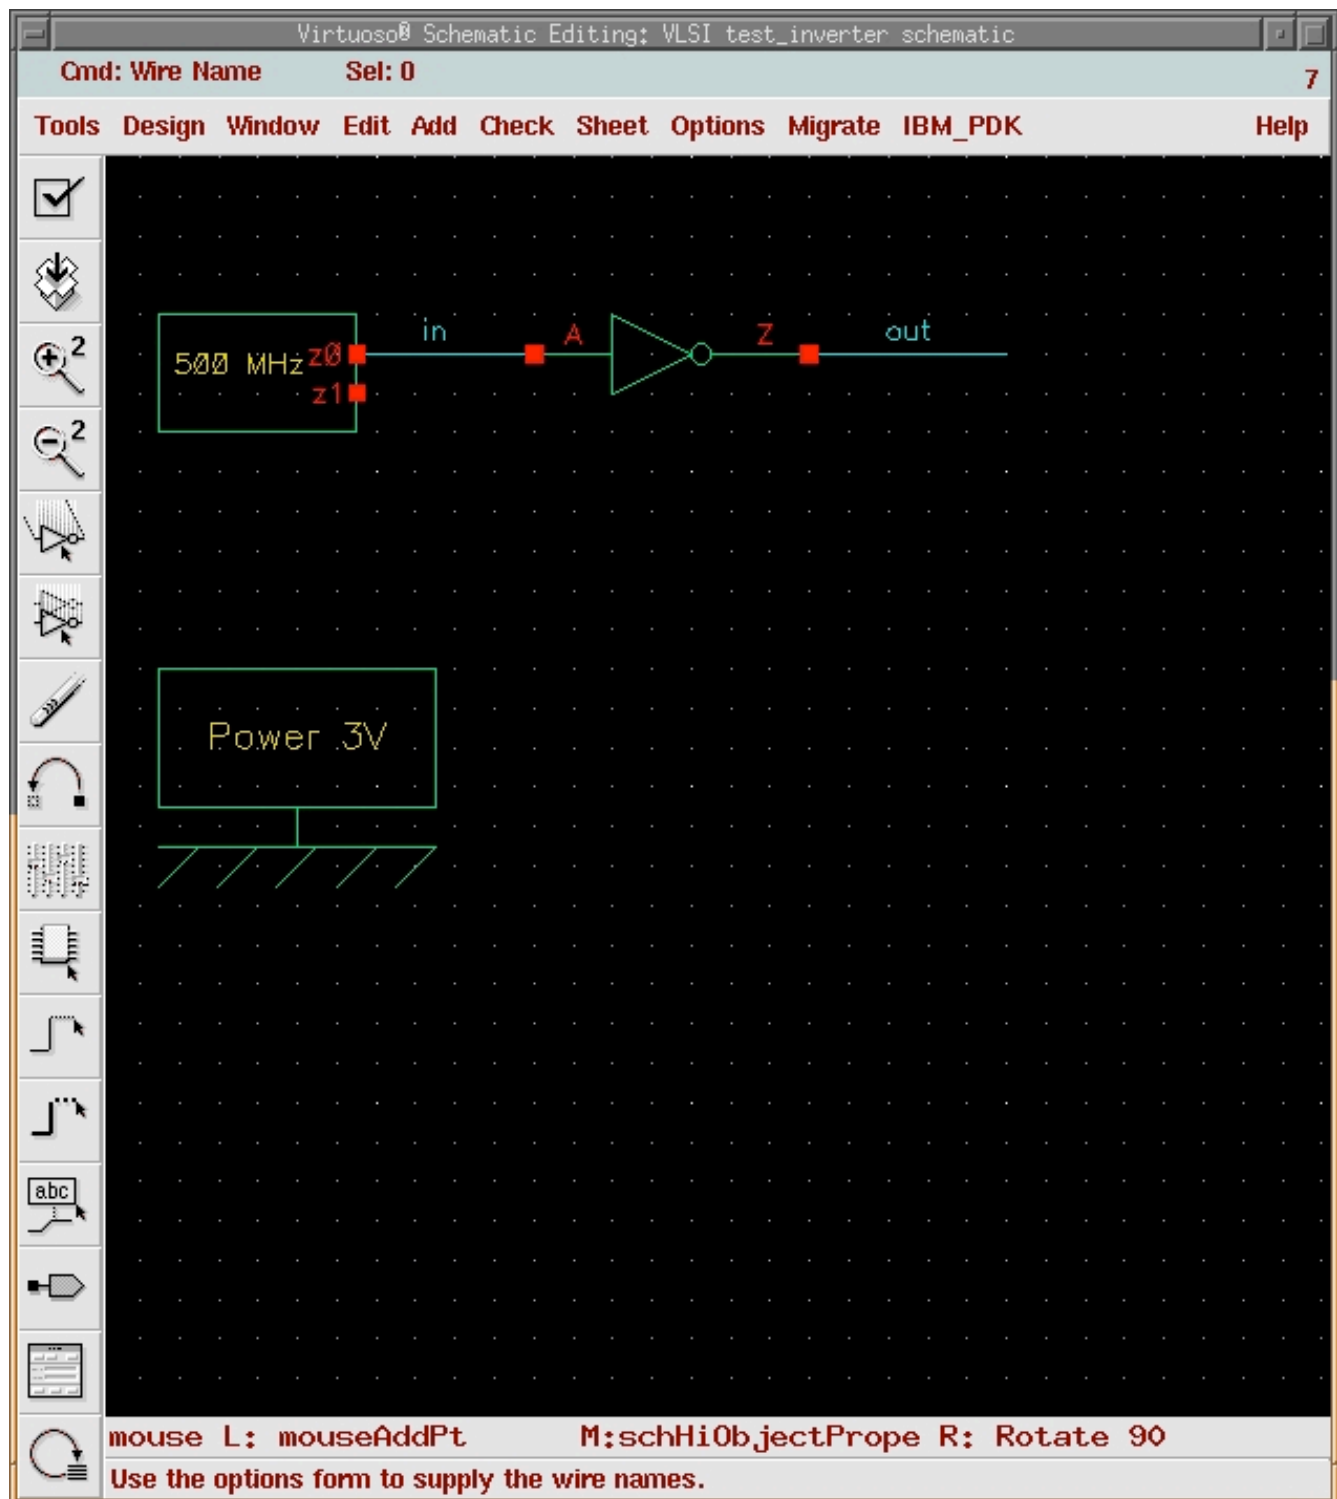 Virtuoso® Schematic Editing: VLSI test_inverter schematic
Cmd: Wire Name Sel: 0 7
Tools Design Window Edit Add Check Sheet Options Migrate IBM_PDK Help
2
2
in A Z out
500 MHz z0
z1
Power 3V
abc
mouse L: mouseAddPt M:schHiObjectPrope R: Rotate 90
Use the options form to supply the wire names.